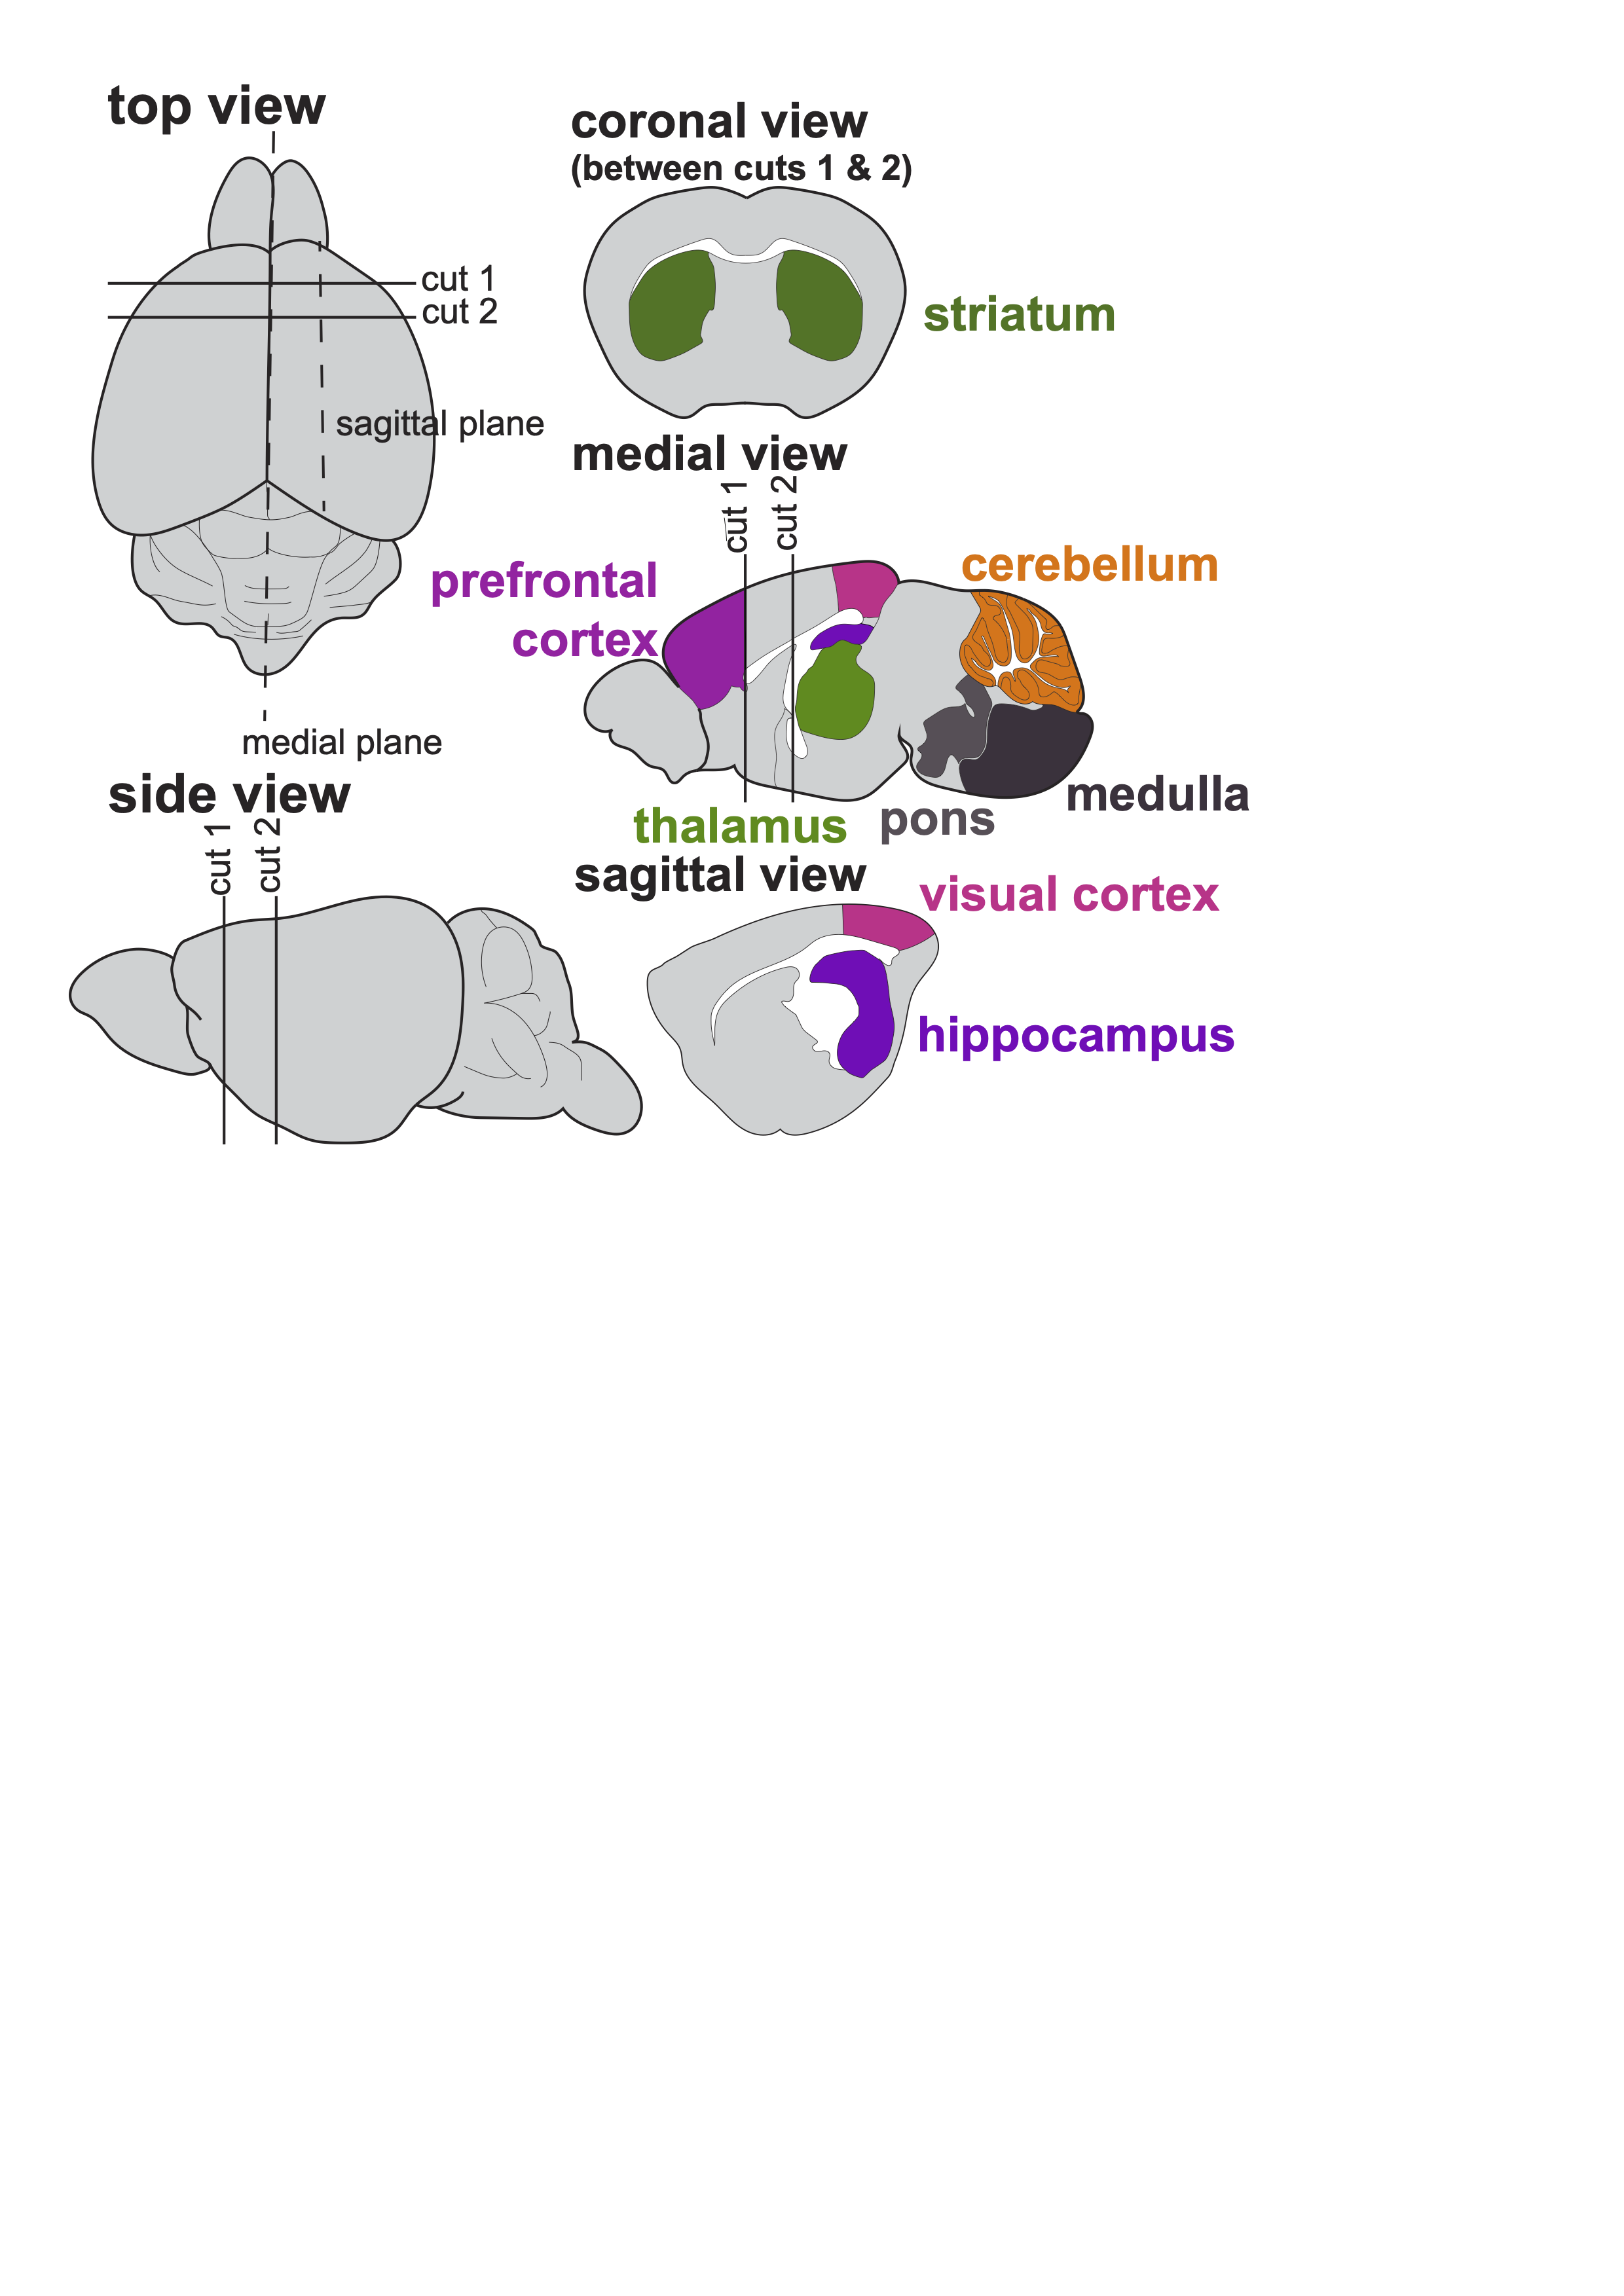 top view
cut 1
cut 2
sagittal plane
medial plane
coronal view
(between cuts 1 & 2)
striatum
medial view
cut 1
cut 2
prefrontal
cortex
cerebellum
thalamus
pons
medulla
side view
cut 1
cut 2
sagittal view
visual cortex
hippocampus